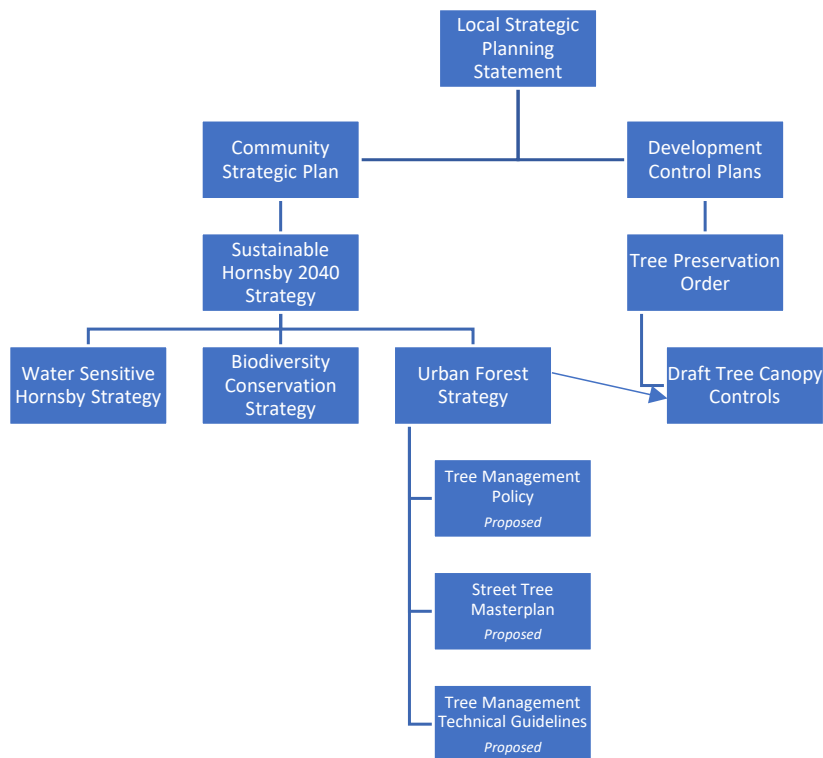 Local Strategic
Planning
Statement
Community
Strategic Plan
Development
Control Plans
Sustainable
Hornsby 2040
Strategy
Tree Preservation
Order
Water Sensitive
Hornsby Strategy
Biodiversity
Conservation
Strategy
Urban Forest
Strategy
Draft Tree Canopy
Controls
Tree Management
Policy
Proposed
Street Tree
Masterplan
Proposed
Tree Management
Technical Guidelines
Proposed